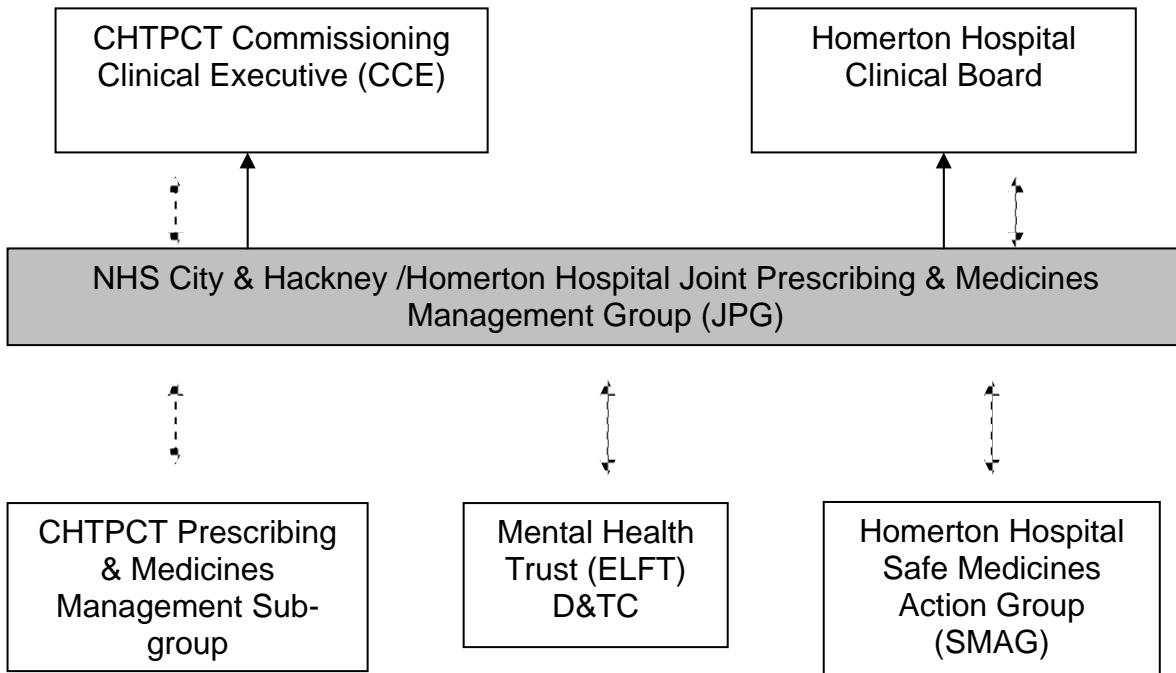 CHTPCT Commissioning
Clinical Executive (CCE)
Homerton Hospital
Clinical Board
NHS City & Hackney /Homerton Hospital Joint Prescribing & Medicines
Management Group (JPG)
CHTPCT Prescribing
& Medicines
Management Sub-
group
Mental Health
Trust (ELFT)
D&TC
Homerton Hospital
Safe Medicines
Action Group
(SMAG)